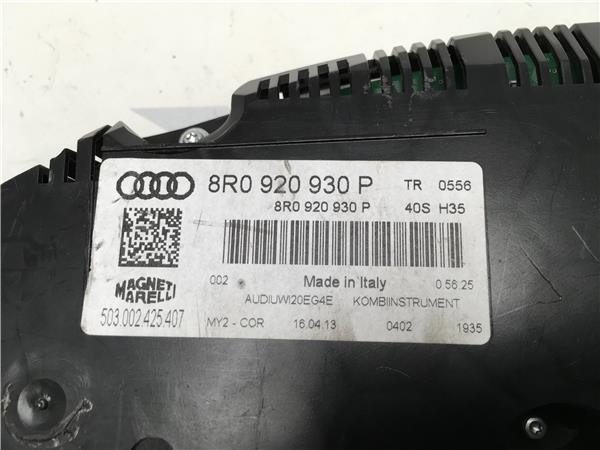 8R0 920 930 P TR 0556
8R0 920 930 P 40S H35
MAGNETI MARELLI
503.002.425.407
002 Made in Italy 0.56.25
AUDIUWI20EG4E KOMBIINSTRUMENT
MY2 - COR 16.04.13 0402 1935